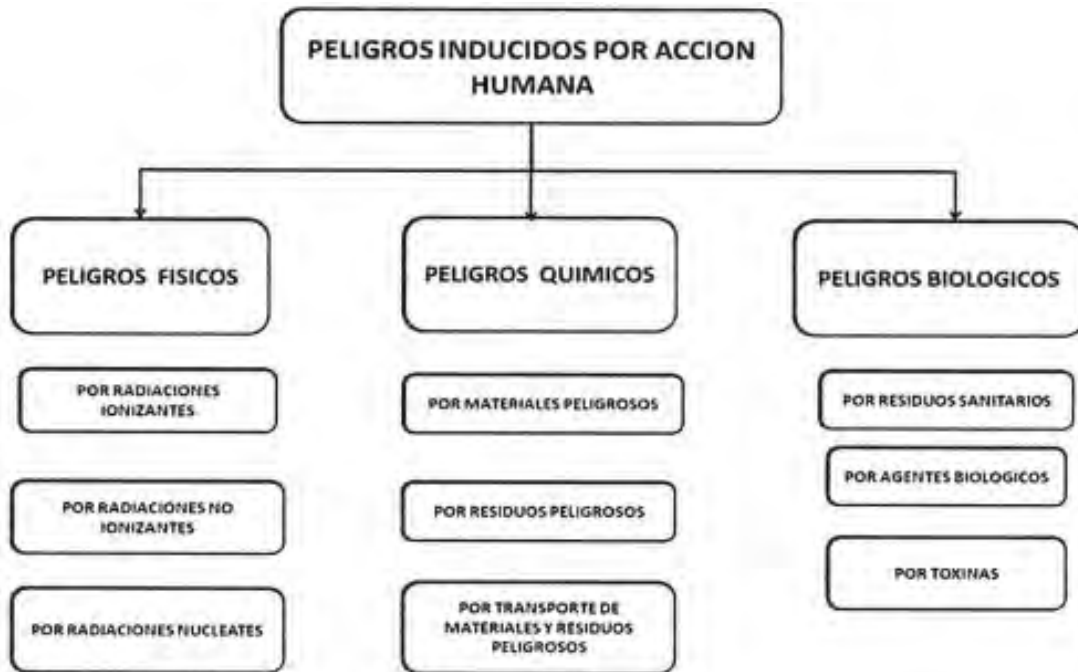 PELIGROS INDUCIDOS POR ACCION
HUMANA
PELIGROS FISICOS
POR RADIACIONES
IONIZANTES
POR RADIACIONES NO
IONIZANTES
POR RADIACIONES NUCLEATES
PELIGROS QUIMICOS
POR MATERIALES PELIGROSOS
POR RESIDUOS PELIGROSOS
POR TRANSPORTE DE
MATERIALES Y RESIDUOS
PELIGROSOS
PELIGROS BIOLOGICOS
POR RESIDUOS SANITARIOS
POR AGENTES BIOLOGICOS
POR TOXINAS